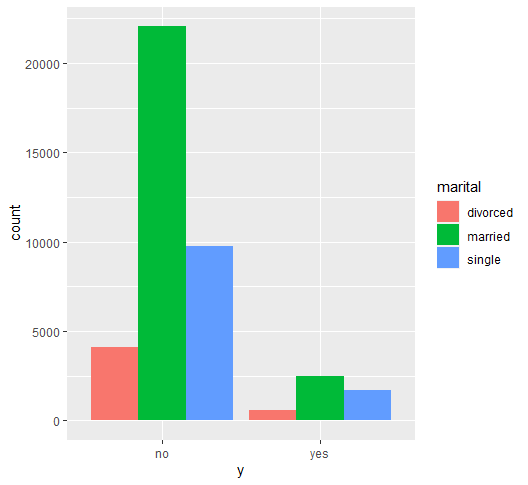 count
20000
15000
10000
5000
0
no yes
y
marital
divorced
married
single